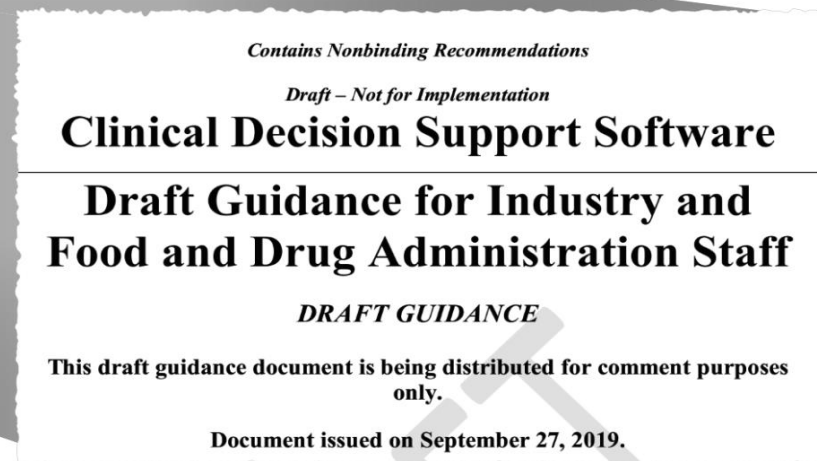 Contains Nonbinding Recommendations
Draft – Not for Implementation
Clinical Decision Support Software
Draft Guidance for Industry and
Food and Drug Administration Staff
DRAFT GUIDANCE
This draft guidance document is being distributed for comment purposes
only.
Document issued on September 27, 2019.